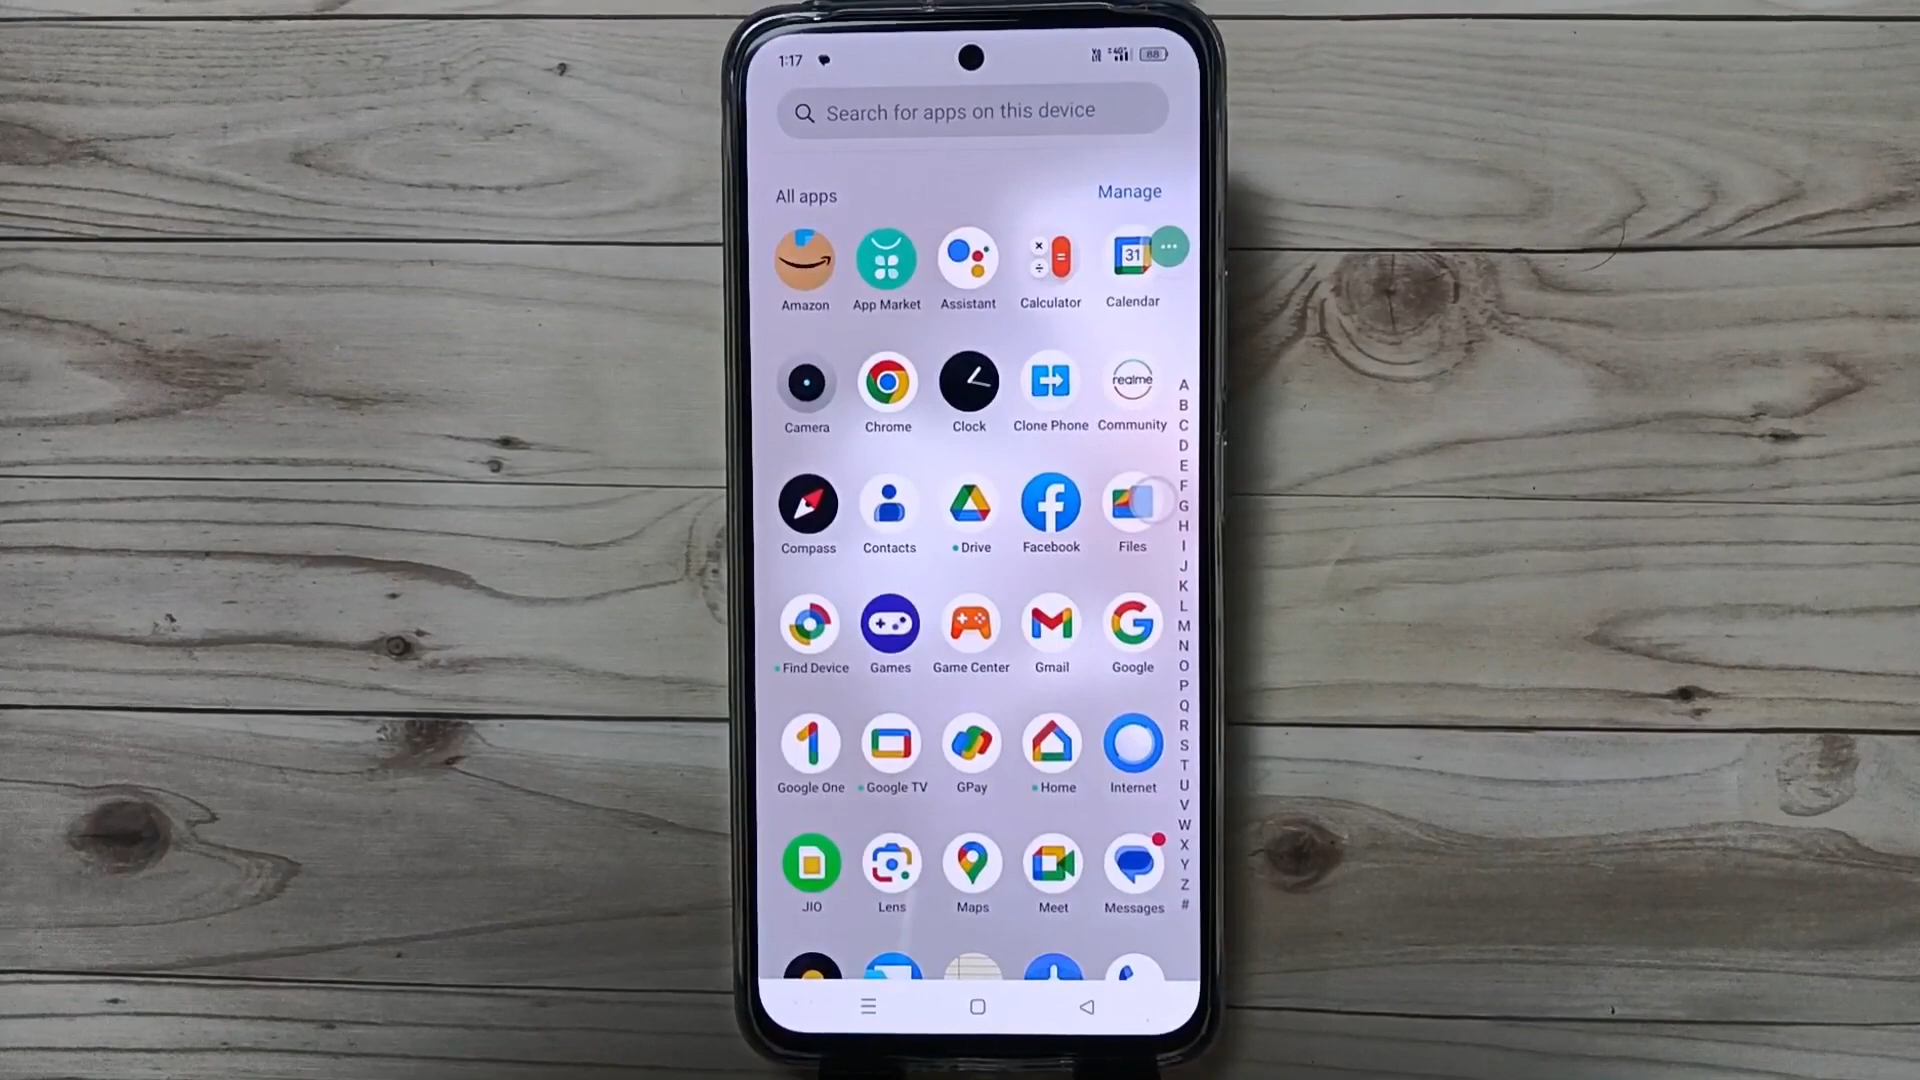 1:17 88
Search for apps on this device
All apps Manage
31
Amazon App Market Assistant Calculator Calendar
realme
Camera Chrome Clock Clone Phone Community
Compass Contacts Drive Facebook Files
Find Device Games Game Center Gmail Google
Google One Google TV GPay Home Internet
JIO Lens Maps Meet Messages
A
B
C
D
E
F
G
H
I
J
K
L
M
N
O
P
Q
R
S
T
U
V
W
X
Y
Z
#